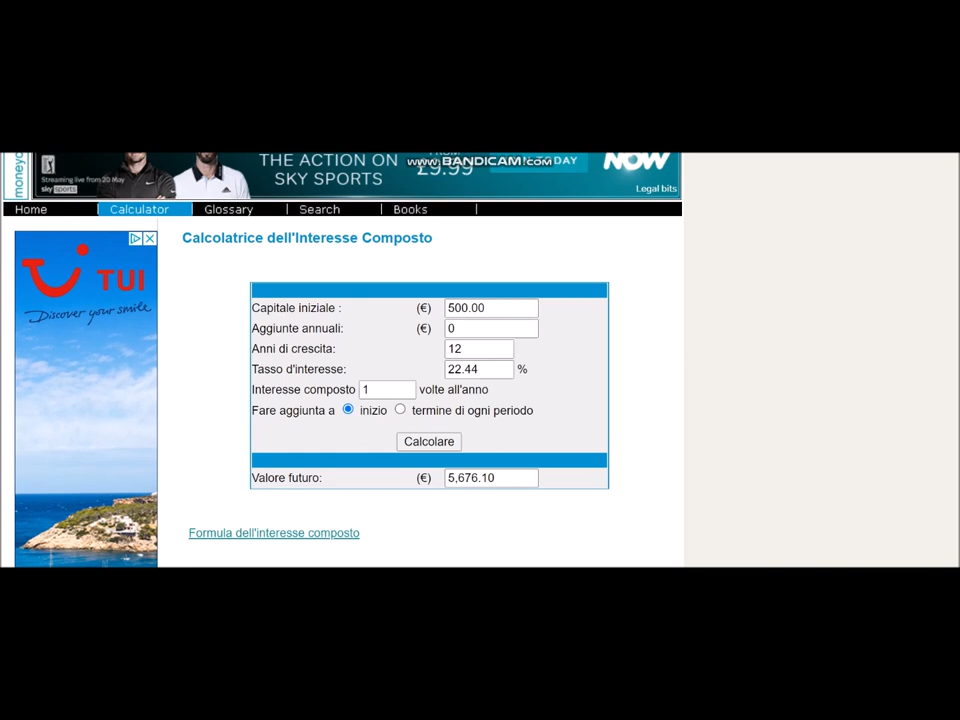 THE ACTION ON
SKY SPORTS
£9.99
www.BANDICAM.com
TODAY
NOW
Streaming live from 20 May
sky sports
Legal bits
Home | Calculator | Glossary | Search | Books |
TUI
Discover your smile
Calcolatrice dell'Interesse Composto
Capitale iniziale : (€) 500.00
Aggiunte annuali: (€) 0
Anni di crescita: 12
Tasso d'interesse: 22.44 %
Interesse composto 1 volte all'anno
Fare aggiunta a inizio termine di ogni periodo
Calcolare
Valore futuro: (€) 5,676.10
Formula dell'interesse composto